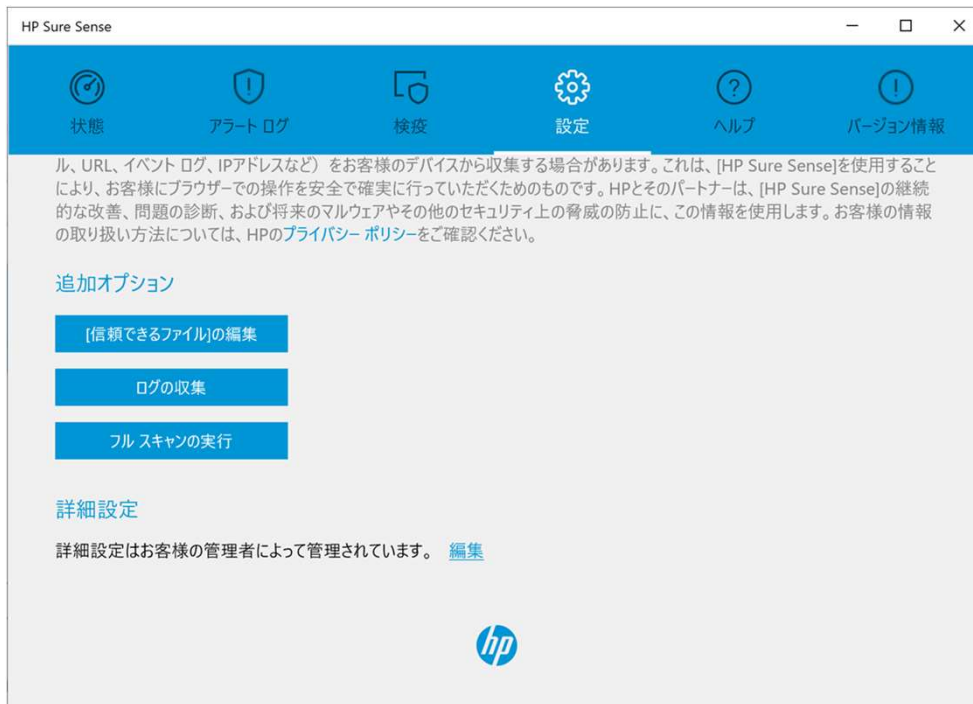 HP Sure Sense
状態
アラート ログ
検疫
設定
ヘルプ
バージョン情報
ル、URL、イベント ログ、IPアドレスなど）をお客様のデバイスから収集する場合があります。これは、[HP Sure Sense]を使用すること
により、お客様にブラウザーでの操作を安全で確実に行っていただくためのものです。HPとそのパートナーは、[HP Sure Sense]の継続
的な改善、問題の診断、および将来のマルウェアやその他のセキュリティ上の脅威の防止に、この情報を使用します。お客様の情報
の取り扱い方法については、HPのプライバシー ポリシーをご確認ください。
追加オプション
[信頼できるファイル]の編集
ログの収集
フル スキャンの実行
詳細設定
詳細設定はお客様の管理者によって管理されています。 編集
hp